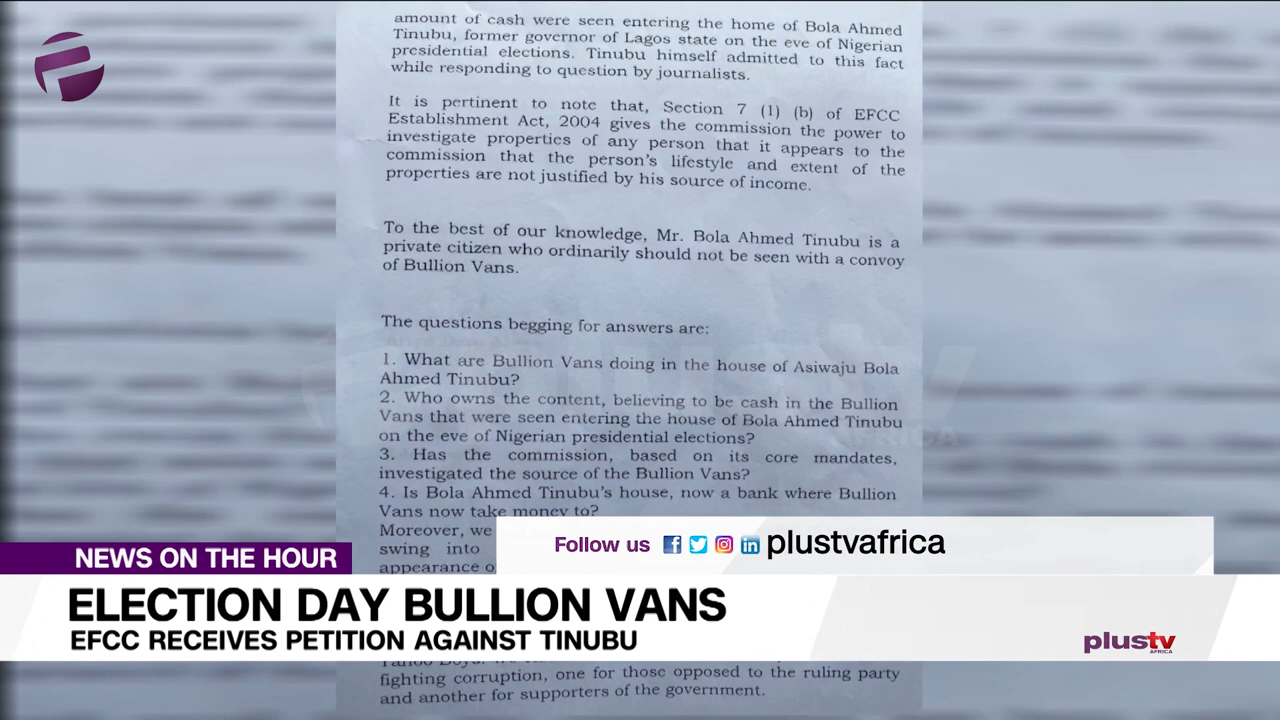 amount of cash were seen entering the home of Bola Ahmed
Tinubu, former governor of Lagos state on the eve of Nigerian
presidential elections. Tinubu himself admitted to this fact
while responding to question by journalists.
It is pertinent to note that, Section 7 (1) (b) of EFCC
Establishment Act, 2004 gives the commission the power to
investigate properties of any person that it appears to the
commission that the person's lifestyle and extent of the
properties are not justified by his source of income.
To the best of our knowledge, Mr. Bola Ahmed Tinubu is a
private citizen who ordinarily should not be seen with a convoy
of Bullion Vans.
The questions begging for answers are:
1. What are Bullion Vans doing in the house of Asiwaju Bola
Ahmed Tinubu?
2. Who owns the content, believing to be cash in the Bullion
Vans that were seen entering the house of Bola Ahmed Tinubu
on the eve of Nigerian presidential elections?
3. Has the commission, based on its core mandates,
investigated the source of the Bullion Vans?
4. Is Bola Ahmed Tinubu's house, now a bank where Bullion
Vans now take money to?
Moreover, we
swing into
appearance o
Follow us plustvafrica
NEWS ON THE HOUR
ELECTION DAY BULLION VANS
EFCC RECEIVES PETITION AGAINST TINUBU
plustv
AFRICA
fighting corruption, one for those opposed to the ruling party
and another for supporters of the government.